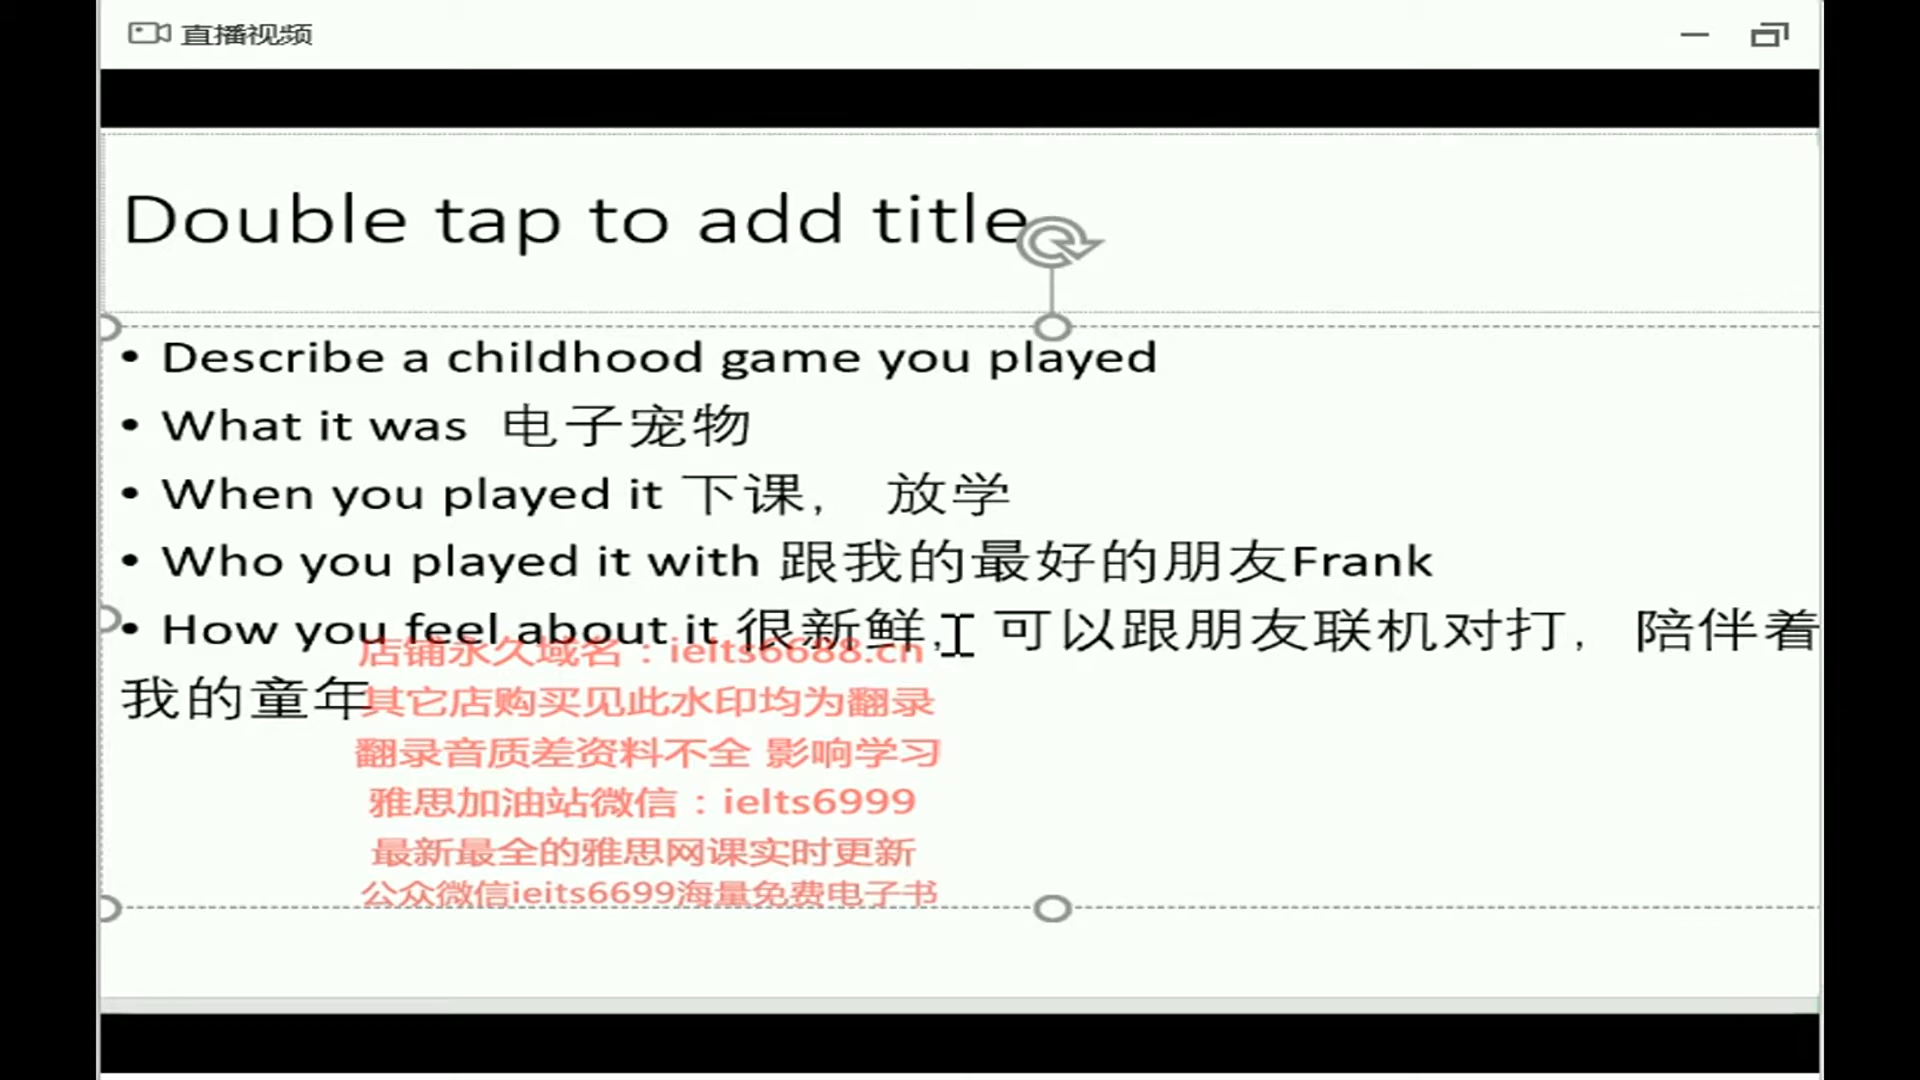 直播视频
Double tap to add title
• Describe a childhood game you played
• What it was 电子宠物
• When you played it 下课， 放学
• Who you played it with 跟我的最好的朋友Frank
• How you feel about it 很新鲜， 可以跟朋友联机对打， 陪伴着
我的童年
店铺永久域名：ielts6688.cn
其它店购买见此水印均为翻录
翻录音质差资料不全 影响学习
雅思加油站微信：ielts6999
最新最全的雅思网课实时更新
公众微信ieits6699海量免费电子书